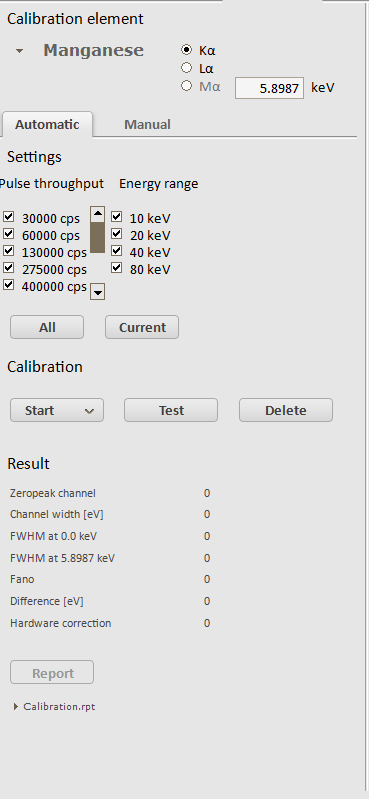 Calibration element
Manganese
Kα
Lα
Mα
5.8987 keV
Automatic Manual
Settings
Pulse throughput Energy range
30000 cps 10 keV
60000 cps 20 keV
130000 cps 40 keV
275000 cps 80 keV
400000 cps
All Current
Calibration
Start Test Delete
Result
Zeropeak channel 0
Channel width [eV] 0
FWHM at 0.0 keV 0
FWHM at 5.8987 keV 0
Fano 0
Difference [eV] 0
Hardware correction 0
Report
Calibration.rpt